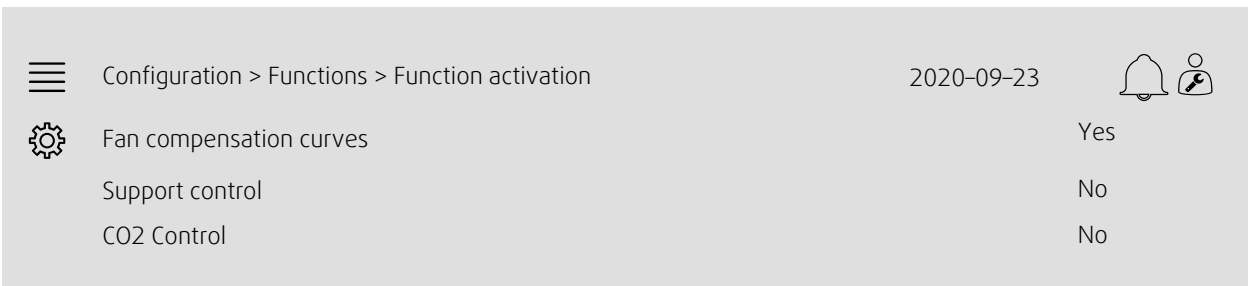 Configuration > Functions > Function activation 2020–09–23
Fan compensation curves Yes
Support control No
CO2 Control No